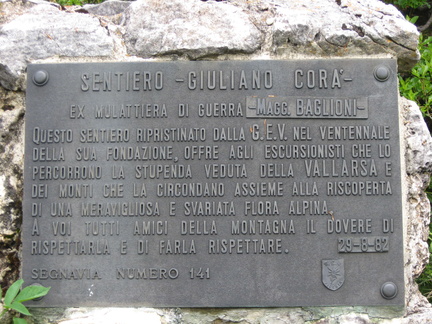 SENTIERO - GIULIANO CORÀ -
EX MULATTIERA DI GUERRA - MAGG. BAGLIONI -
QUESTO SENTIERO RIPRISTINATO DALLA G.E.V. NEL VENTENNALE
DELLA SUA FONDAZIONE, OFFRE AGLI ESCURSIONISTI CHE LO
PERCORRONO LA STUPENDA VEDUTA DELLA VALLARSA E
DEI MONTI CHE LA CIRCONDANO ASSIEME ALLA RISCOPERTA
DI UNA MERAVIGLIOSA E SVARIATA FLORA ALPINA.
A VOI TUTTI AMICI DELLA MONTAGNA IL DOVERE DI
RISPETTARLA E DI FARLA RISPETTARE. 29-8-82
SEGNAVIA NUMERO 141